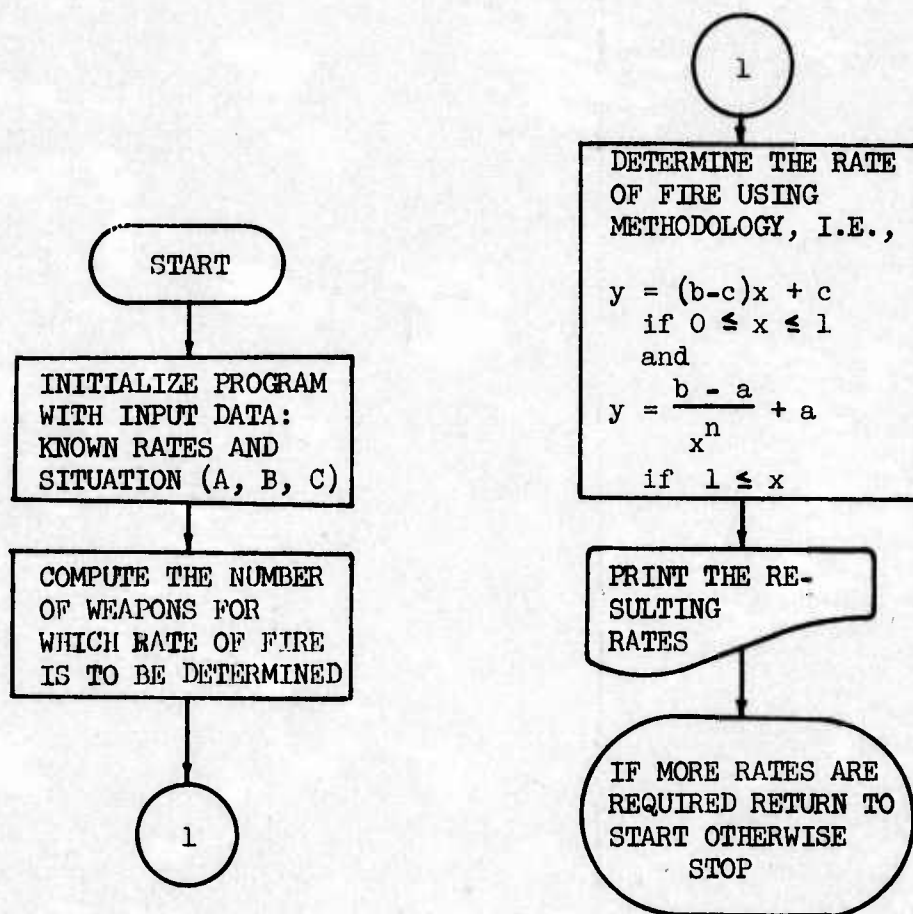 START
INITIALIZE PROGRAM
WITH INPUT DATA:
KNOWN RATES AND
SITUATION (A, B, C)
COMPUTE THE NUMBER
OF WEAPONS FOR
WHICH RATE OF FIRE
IS TO BE DETERMINED
1
1
DETERMINE THE RATE
OF FIRE USING
METHODOLOGY, I.E.,
y = (b-c)x + c
if 0 ≤ x ≤ 1
and
y = \frac{b - a}{x^n} + a
if 1 ≤ x
PRINT THE RE-
SULTING
RATES
IF MORE RATES ARE
REQUIRED RETURN TO
START OTHERWISE
STOP